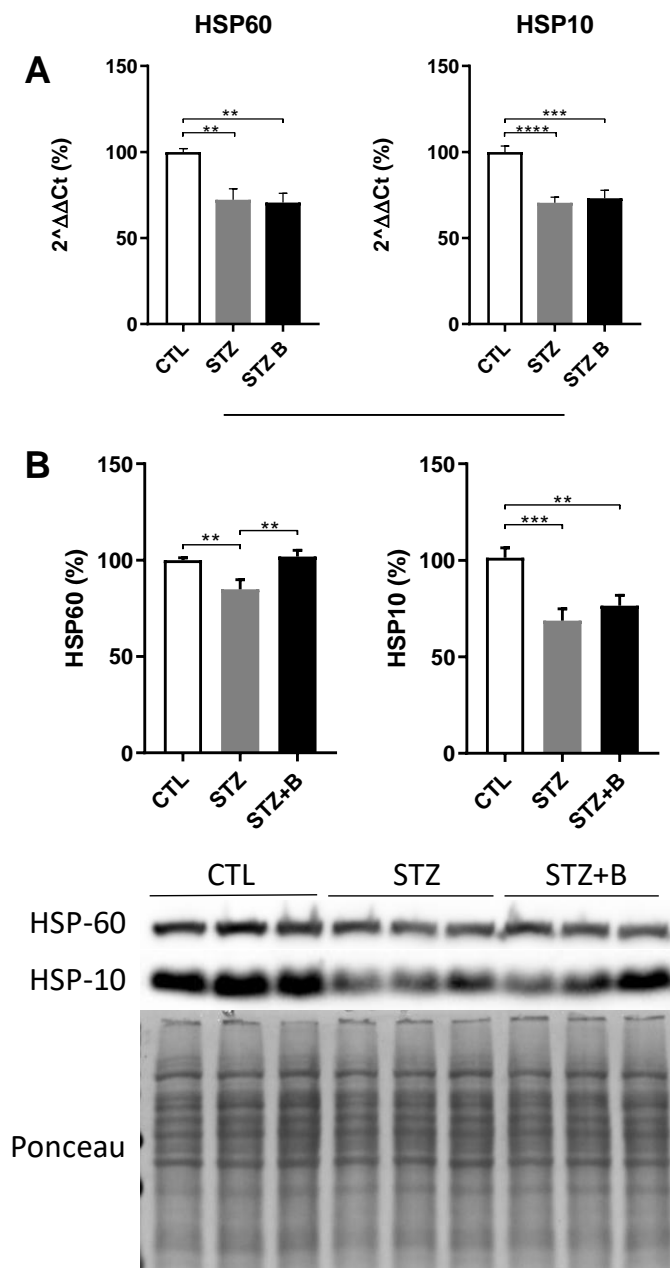 HSP60
HSP10
A
2^ΔΔCt (%)
150
100
50
0
**
**
CTL
STZ
STZ B
2^ΔΔCt (%)
150
100
50
0
***
****
CTL
STZ
STZ B
B
HSP60 (%)
150
100
50
0
**
**
CTL
STZ
STZ+B
HSP10 (%)
150
100
50
0
**
***
CTL
STZ
STZ+B
CTL STZ STZ+B
HSP-60
HSP-10
Ponceau